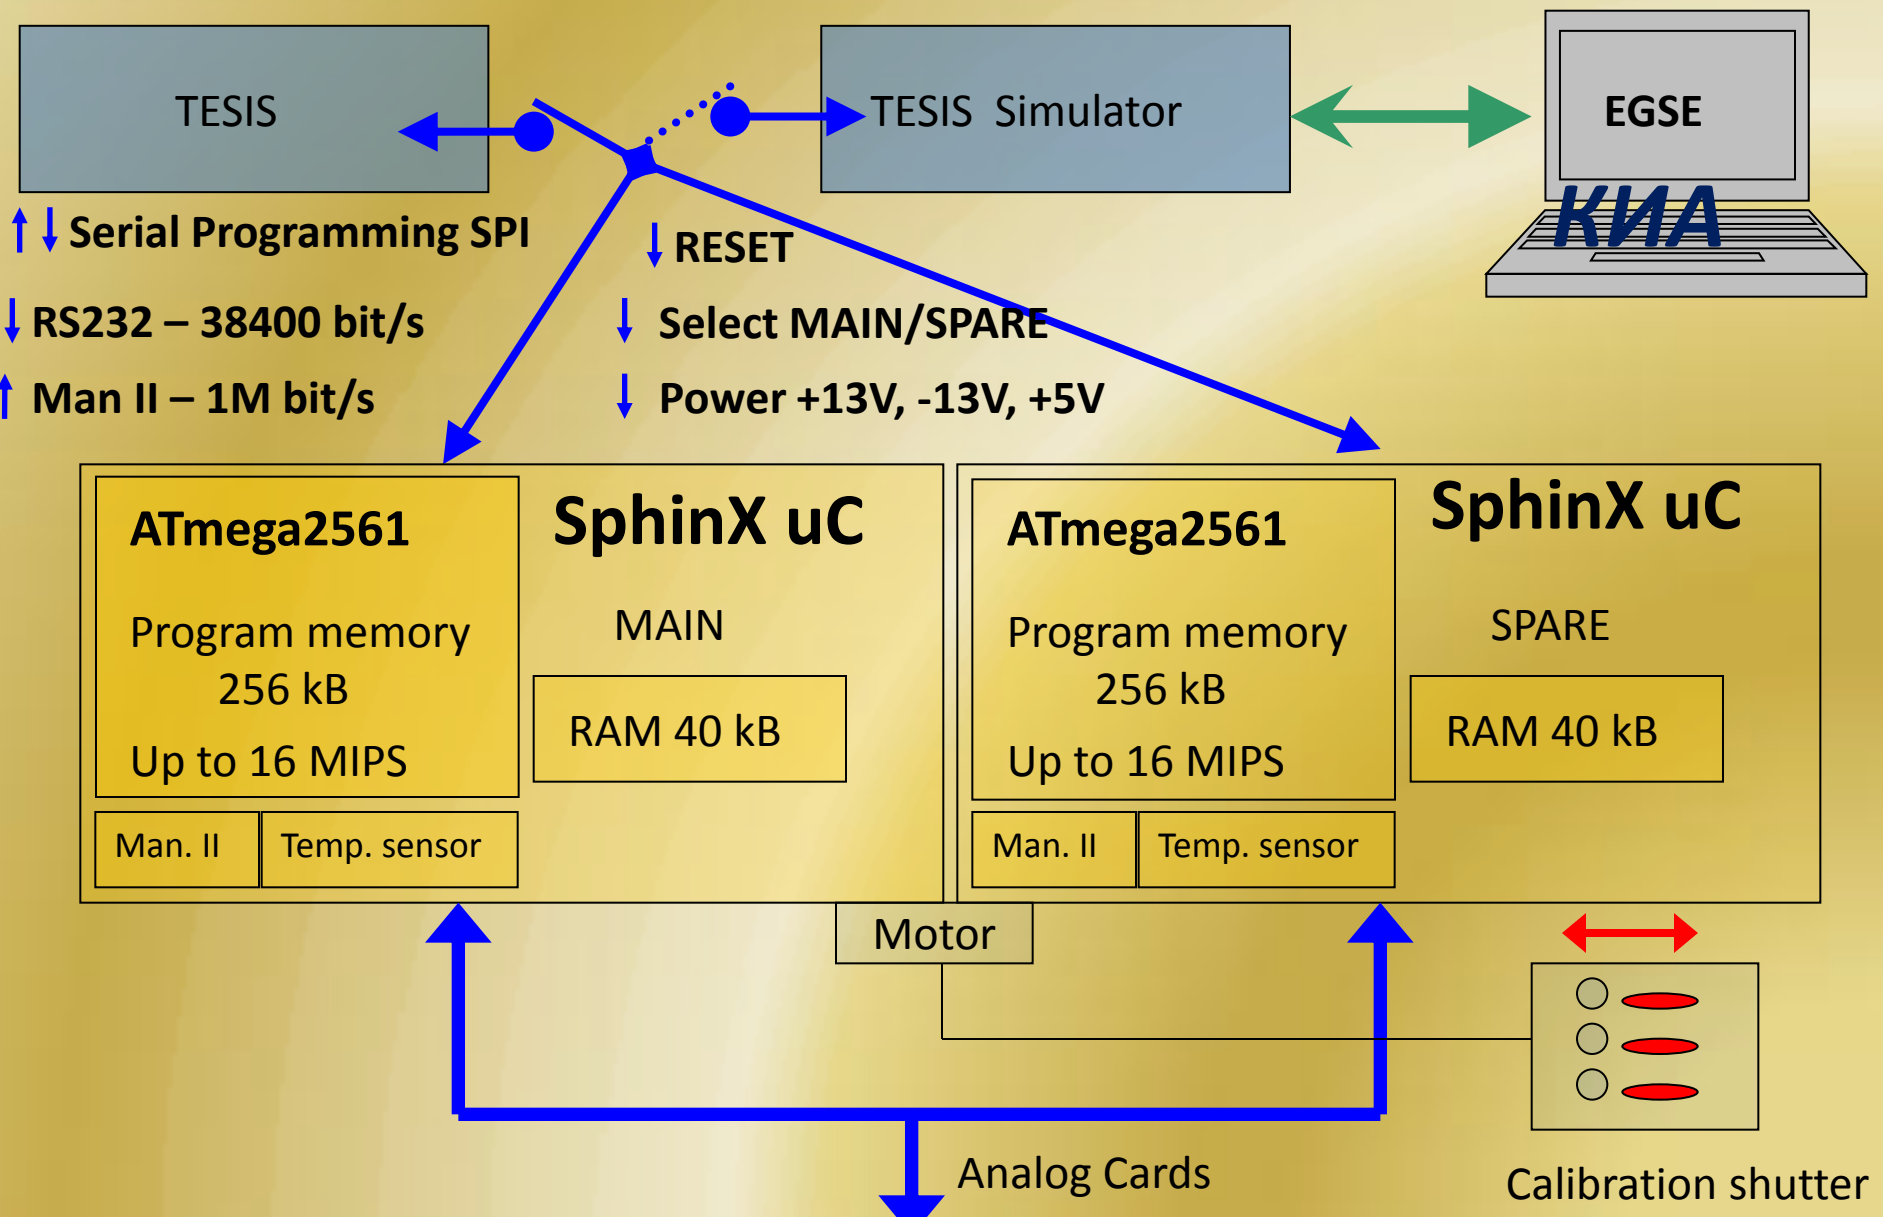 TESIS
TESIS Simulator
EGSE
КИА
Serial Programming SPI
RS232 – 38400 bit/s
Man II – 1M bit/s
RESET
Select MAIN/SPARE
Power +13V, -13V, +5V
ATmega2561
Program memory
256 kB
Up to 16 MIPS
SphinX uC
MAIN
RAM 40 kB
Man. II
Temp. sensor
ATmega2561
Program memory
256 kB
Up to 16 MIPS
SphinX uC
SPARE
RAM 40 kB
Man. II
Temp. sensor
Motor
Analog Cards
Calibration shutter